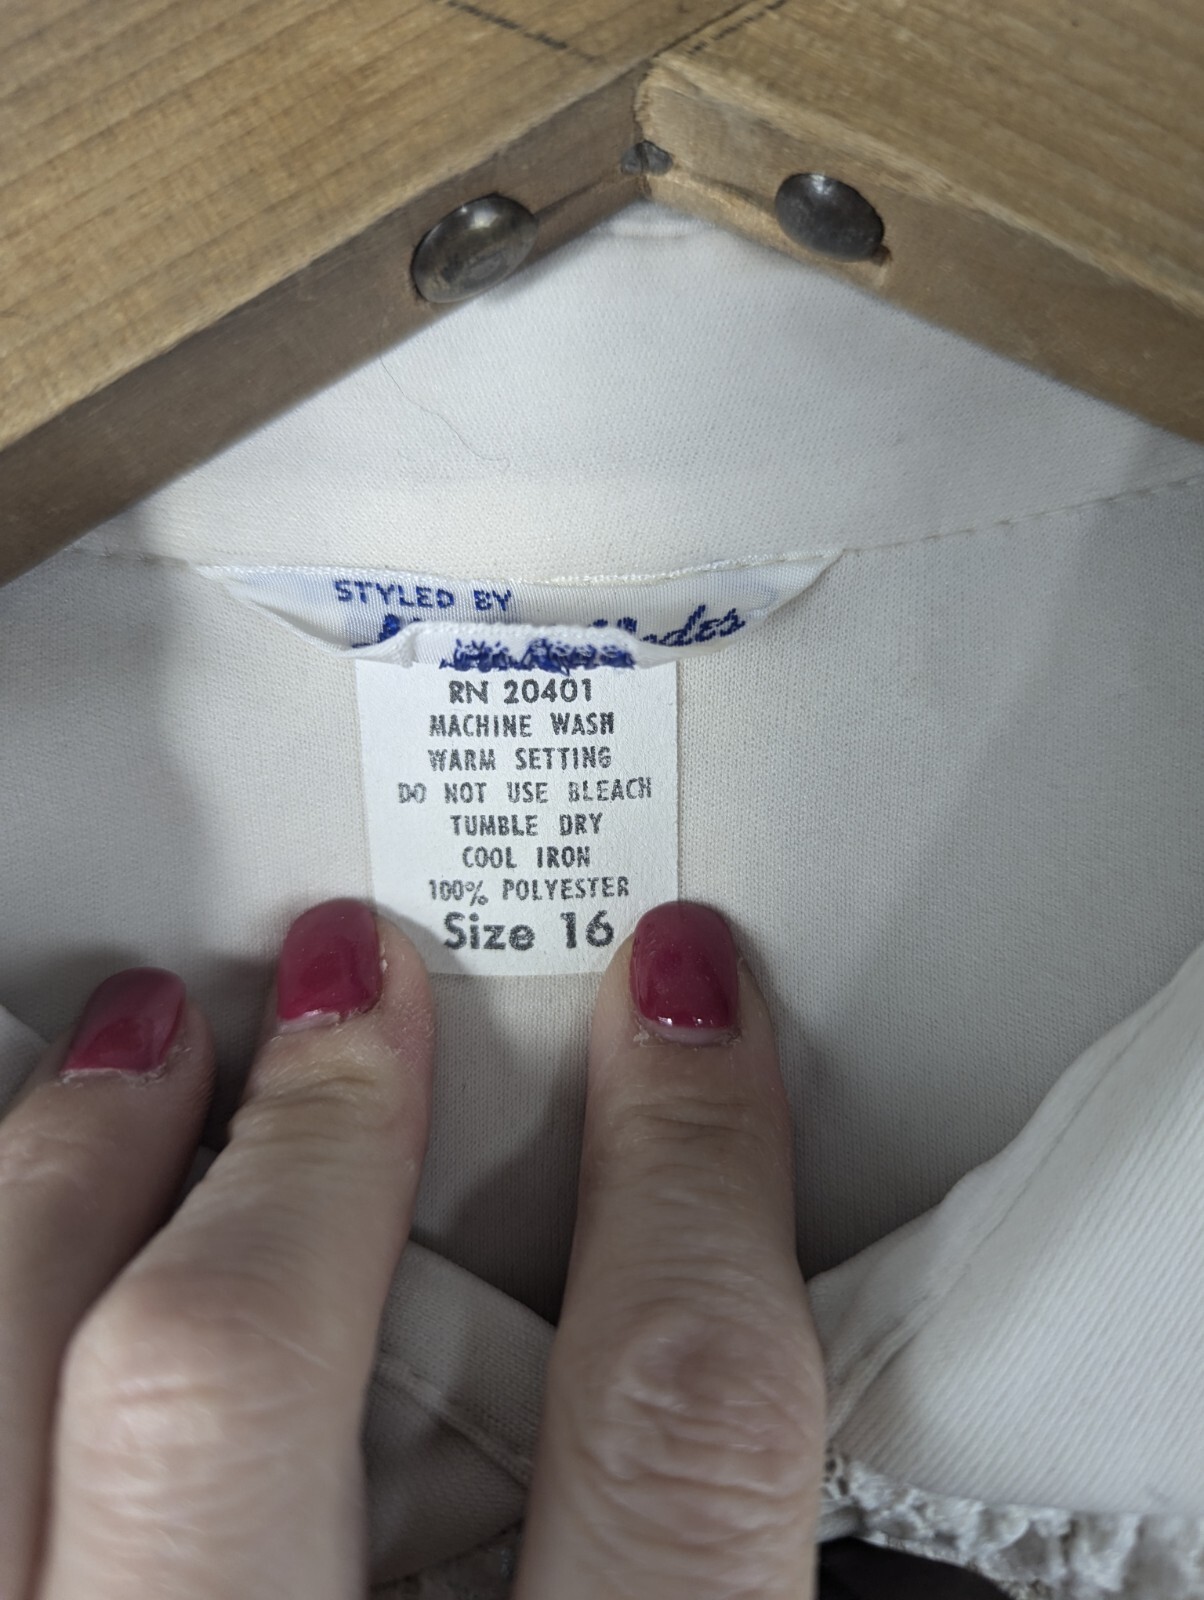 STYLED BY
RN 20401
MACHINE WASH
WARM SETTING
DO NOT USE BLEACH
TUMBLE DRY
COOL IRON
100% POLYESTER
Size 16